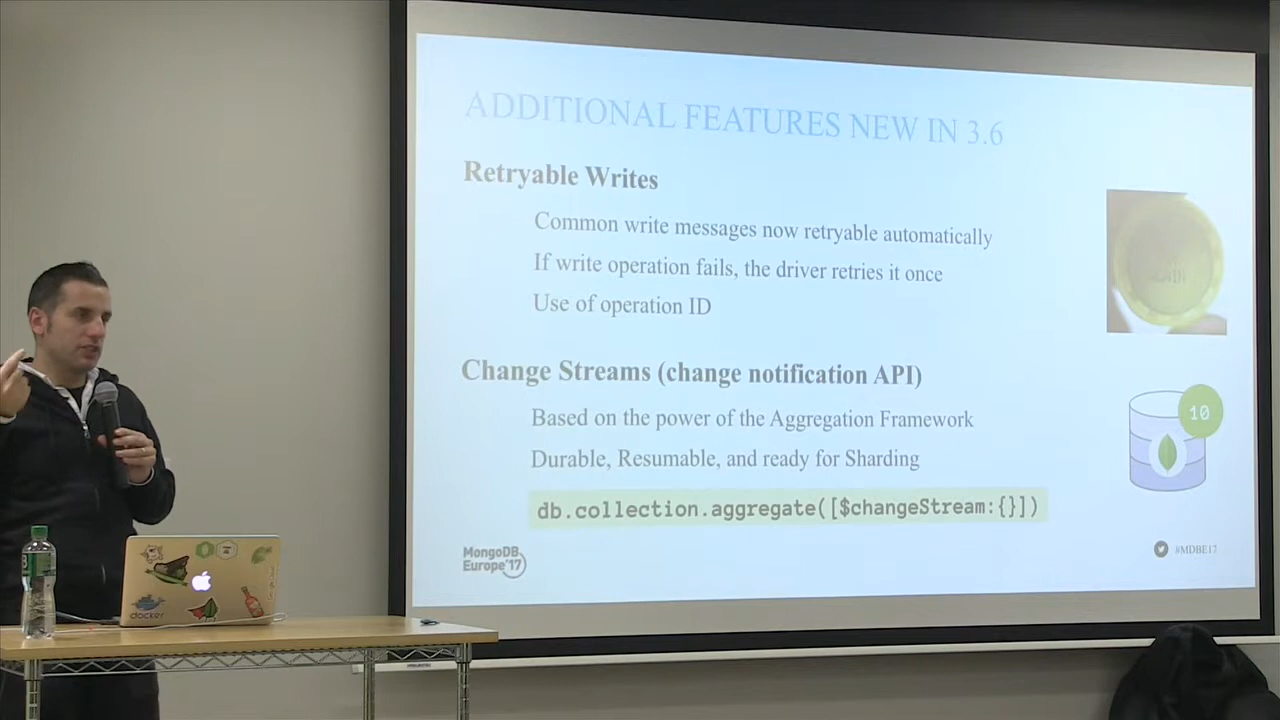 ADDITIONAL FEATURES NEW IN 3.6
Retryable Writes
Common write messages now retryable automatically
If write operation fails, the driver retries it once
Use of operation ID
Change Streams (change notification API)
Based on the power of the Aggregation Framework
10
Durable, Resumable, and ready for Sharding
db.collection.aggregate([$changeStream:{}])
MongoDB
Europe'17
#MDBE17
docker